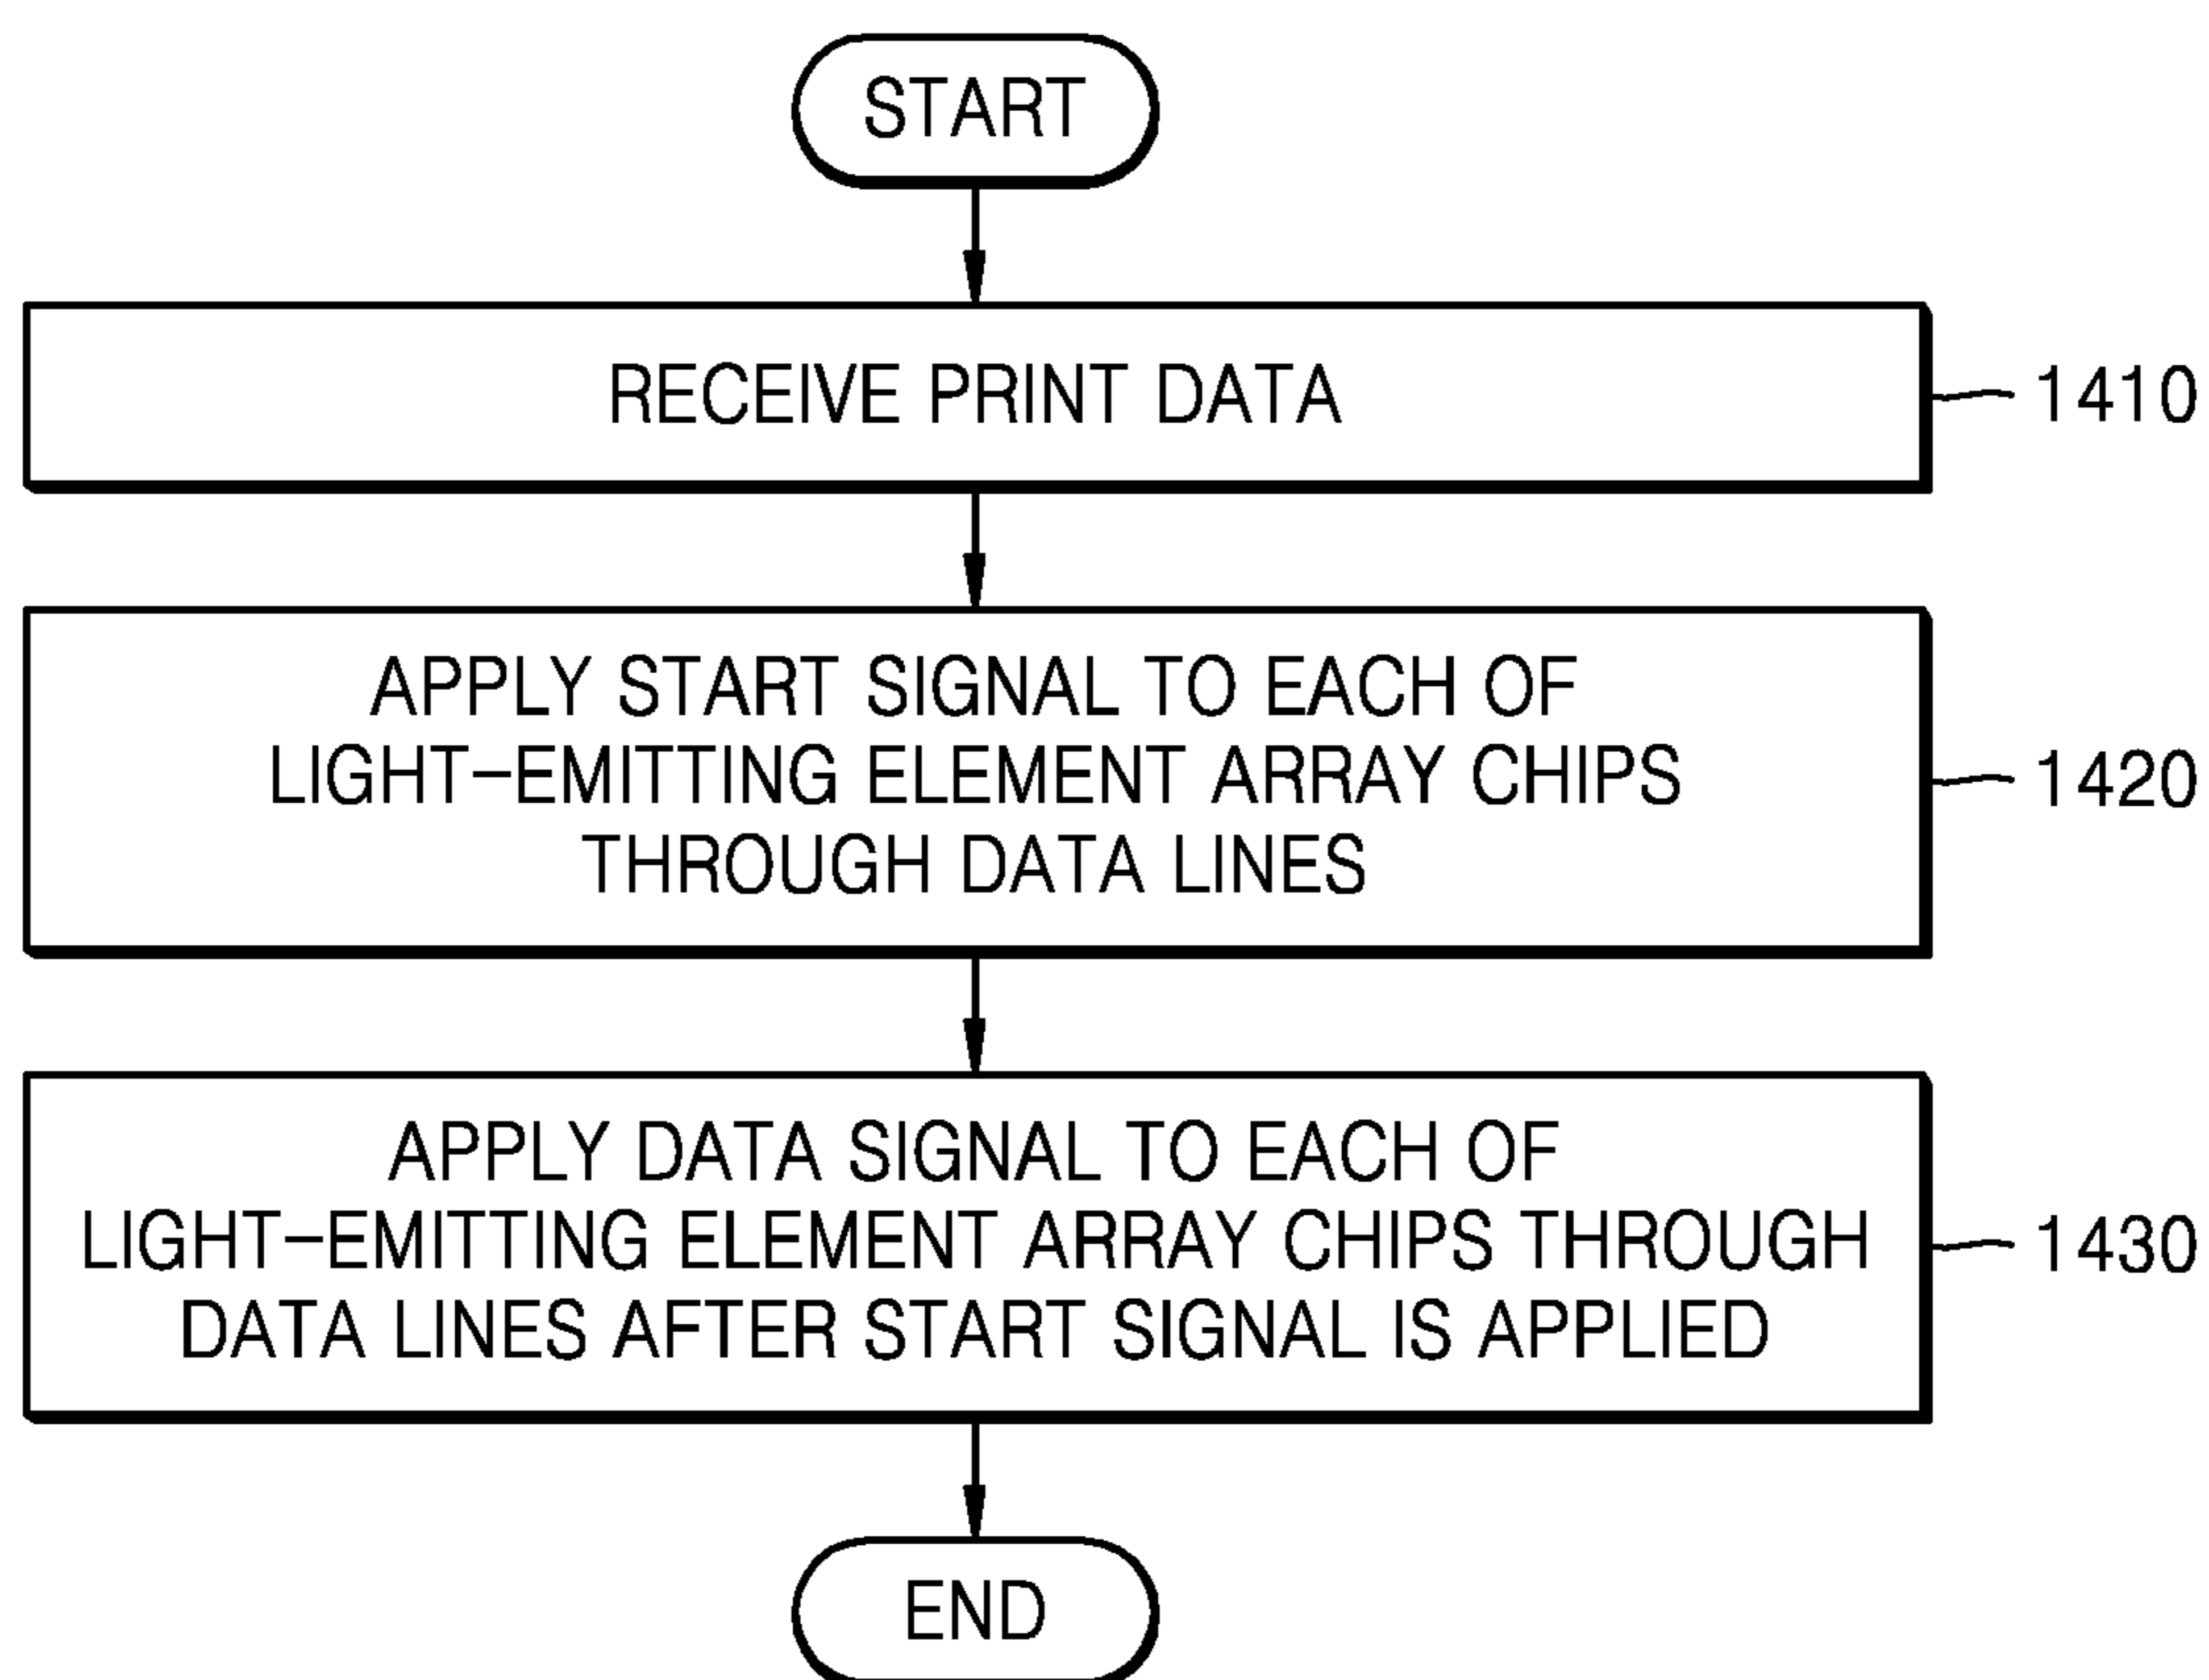 START
RECEIVE PRINT DATA
1410
APPLY START SIGNAL TO EACH OF
LIGHT-EMITTING ELEMENT ARRAY CHIPS
THROUGH DATA LINES
1420
APPLY DATA SIGNAL TO EACH OF
LIGHT-EMITTING ELEMENT ARRAY CHIPS THROUGH
DATA LINES AFTER START SIGNAL IS APPLIED
1430
END